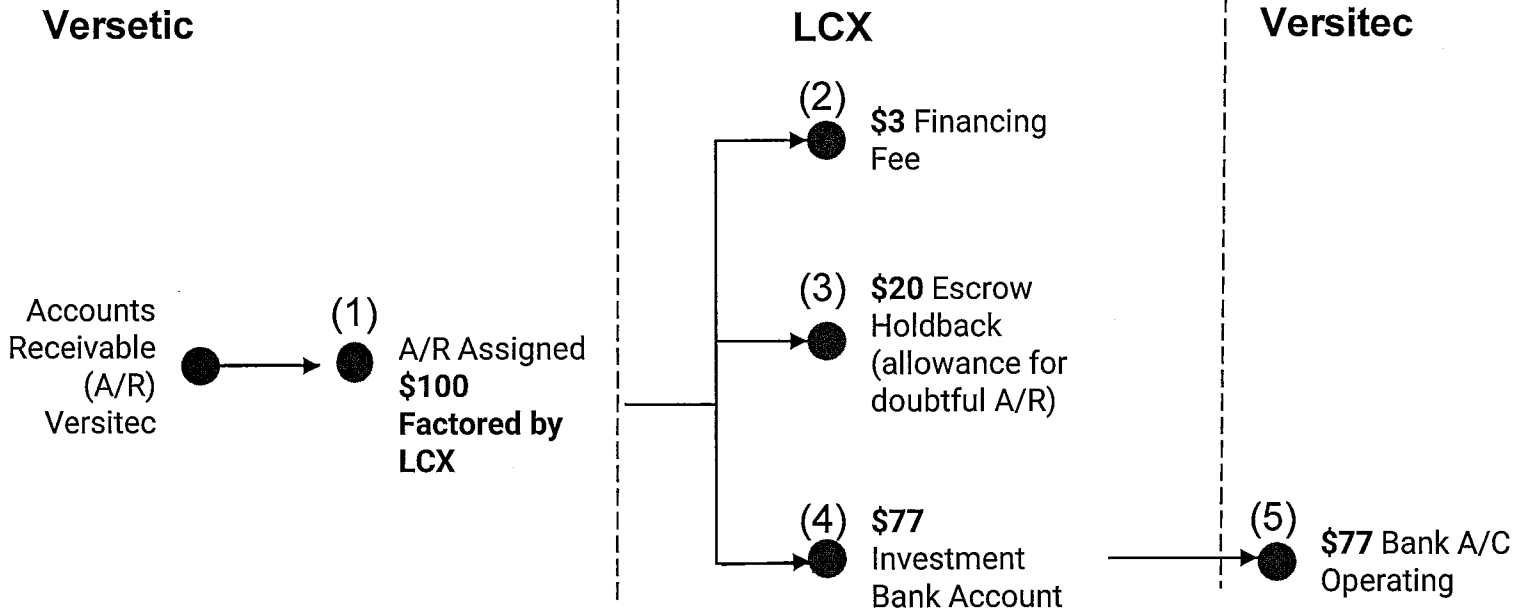 Versetic
LCX
Versitec
(2)
$3 Financing
Fee
(3)
$20 Escrow
Holdback
(allowance for
doubtful A/R)
Accounts
Receivable
(A/R)
Versitec
(1)
A/R Assigned
$100
Factored by
LCX
(4)
$77
Investment
Bank Account
(5)
$77 Bank A/C
Operating